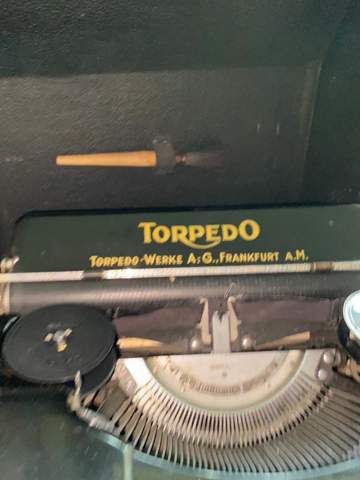 TORPEDO
TORPEDO-WERKE A.G., FRANKFURT A.M.